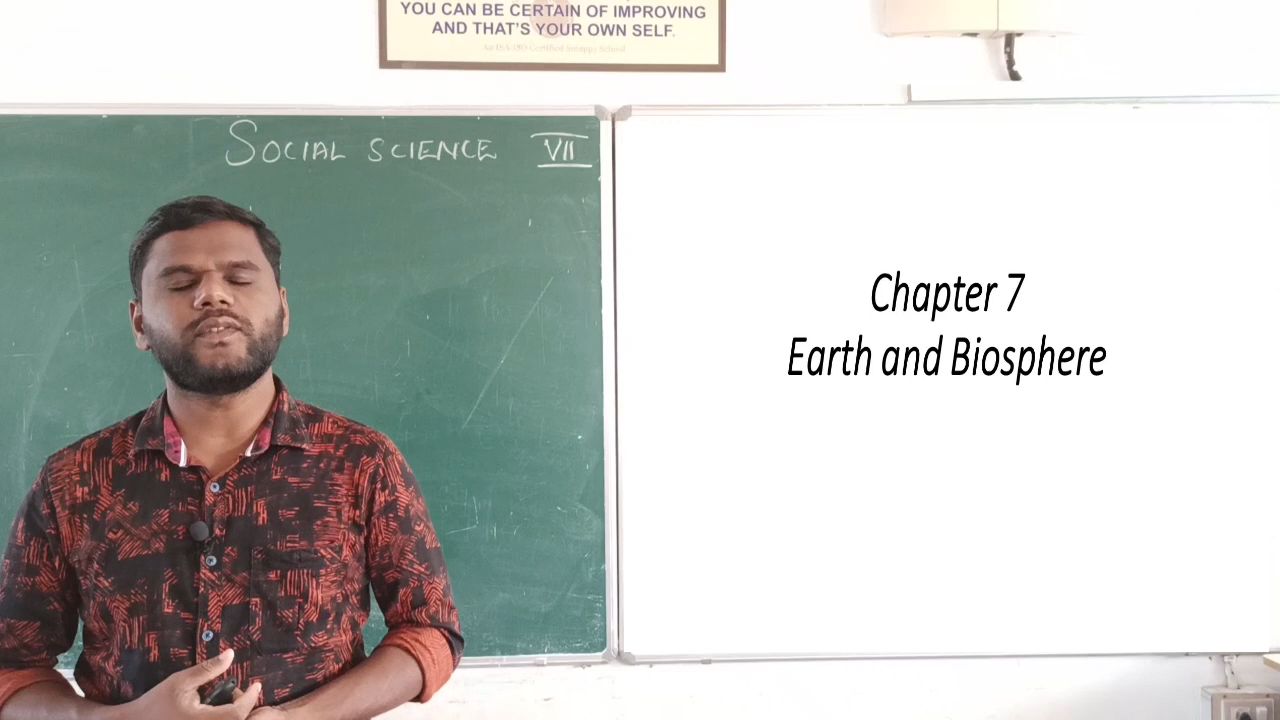 YOU CAN BE CERTAIN OF IMPROVING
AND THAT'S YOUR OWN SELF.
SOCIAL SCIENCE VII
Chapter 7
Earth and Biosphere